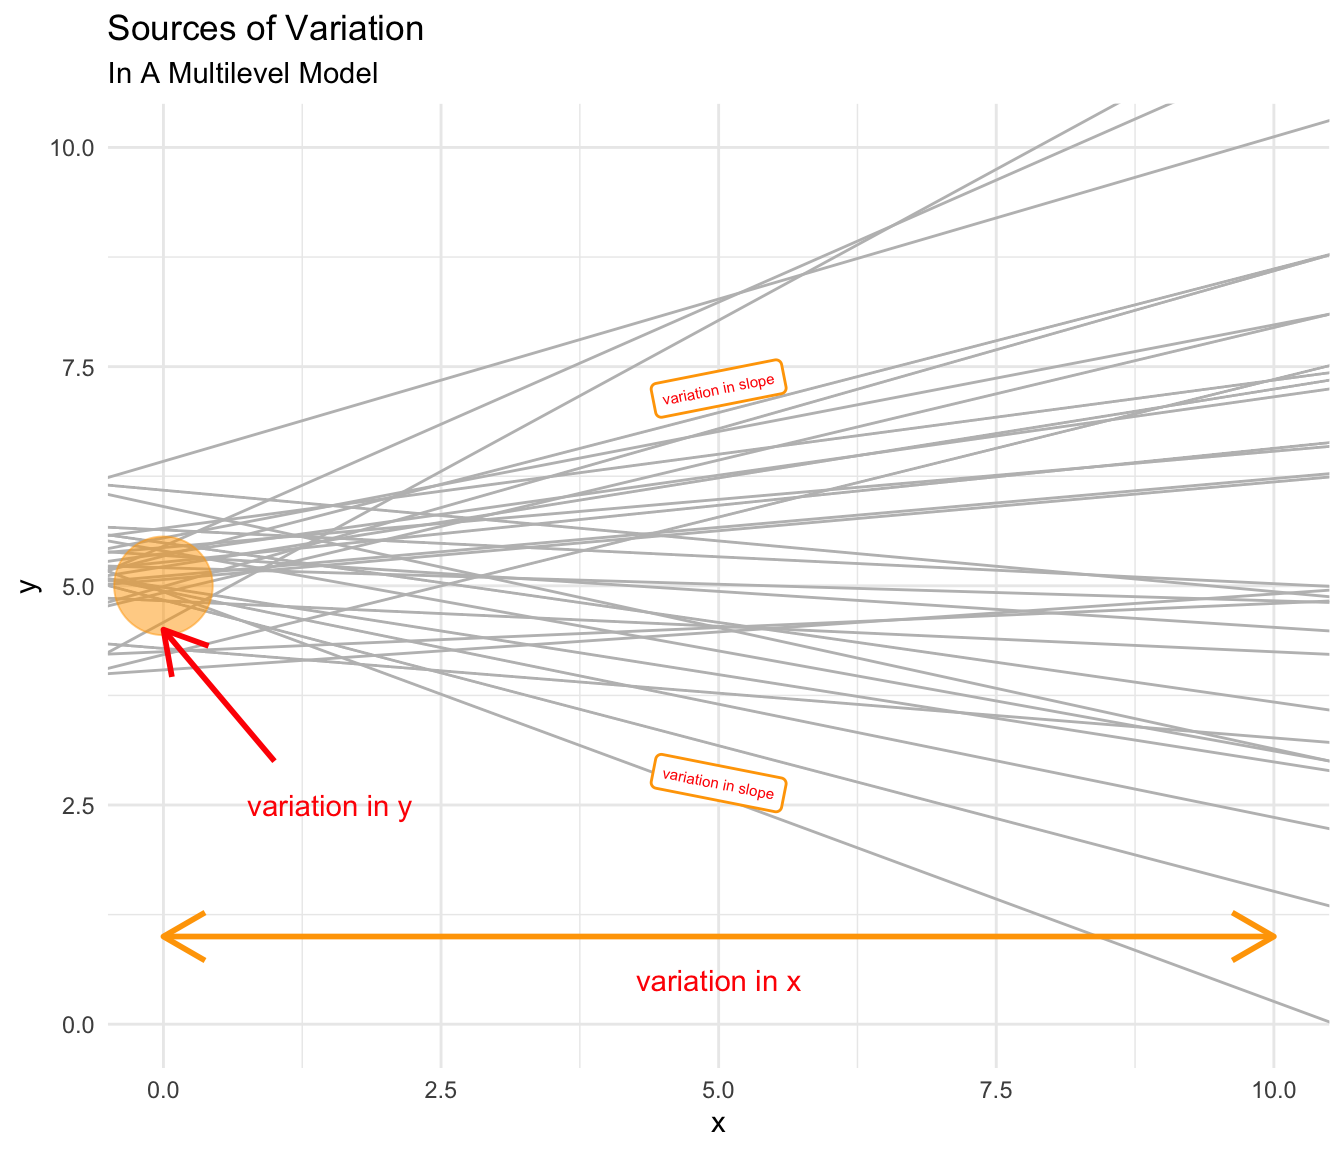 Sources of Variation
In A Multilevel Model
10.0
7.5
5.0
2.5
0.0
y
variation in slope
variation in slope
variation in y
variation in x
0.0 2.5 5.0 7.5 10.0
x